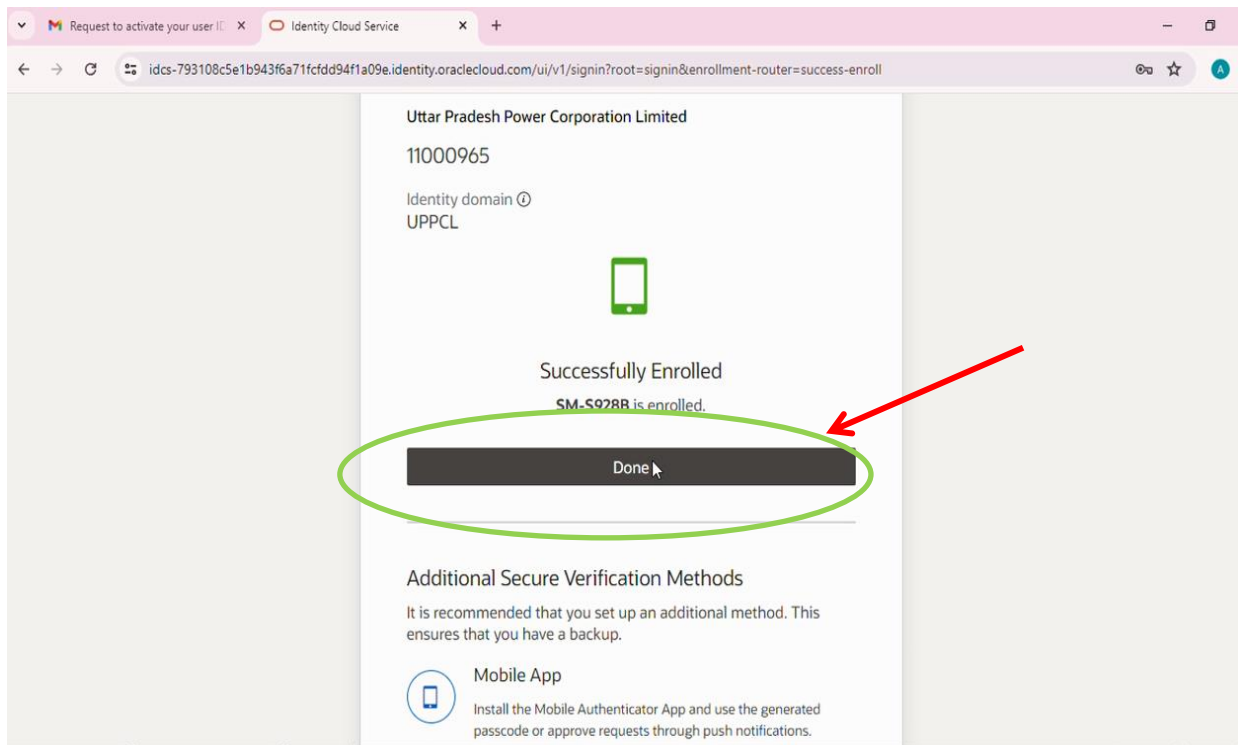 Request to activate your user ID
Identity Cloud Service
idcs-793108c5e1b943f6a71fcfdd94f1a09e.identity.oraclecloud.com/ui/v1/signin?root=signin&enrollment-router=success-enroll
A
Uttar Pradesh Power Corporation Limited
11000965
Identity domain
UPPCL
Successfully Enrolled
SM-S928B is enrolled.
Done
Additional Secure Verification Methods
It is recommended that you set up an additional method. This
ensures that you have a backup.
Mobile App
Install the Mobile Authenticator App and use the generated
passcode or approve requests through push notifications.